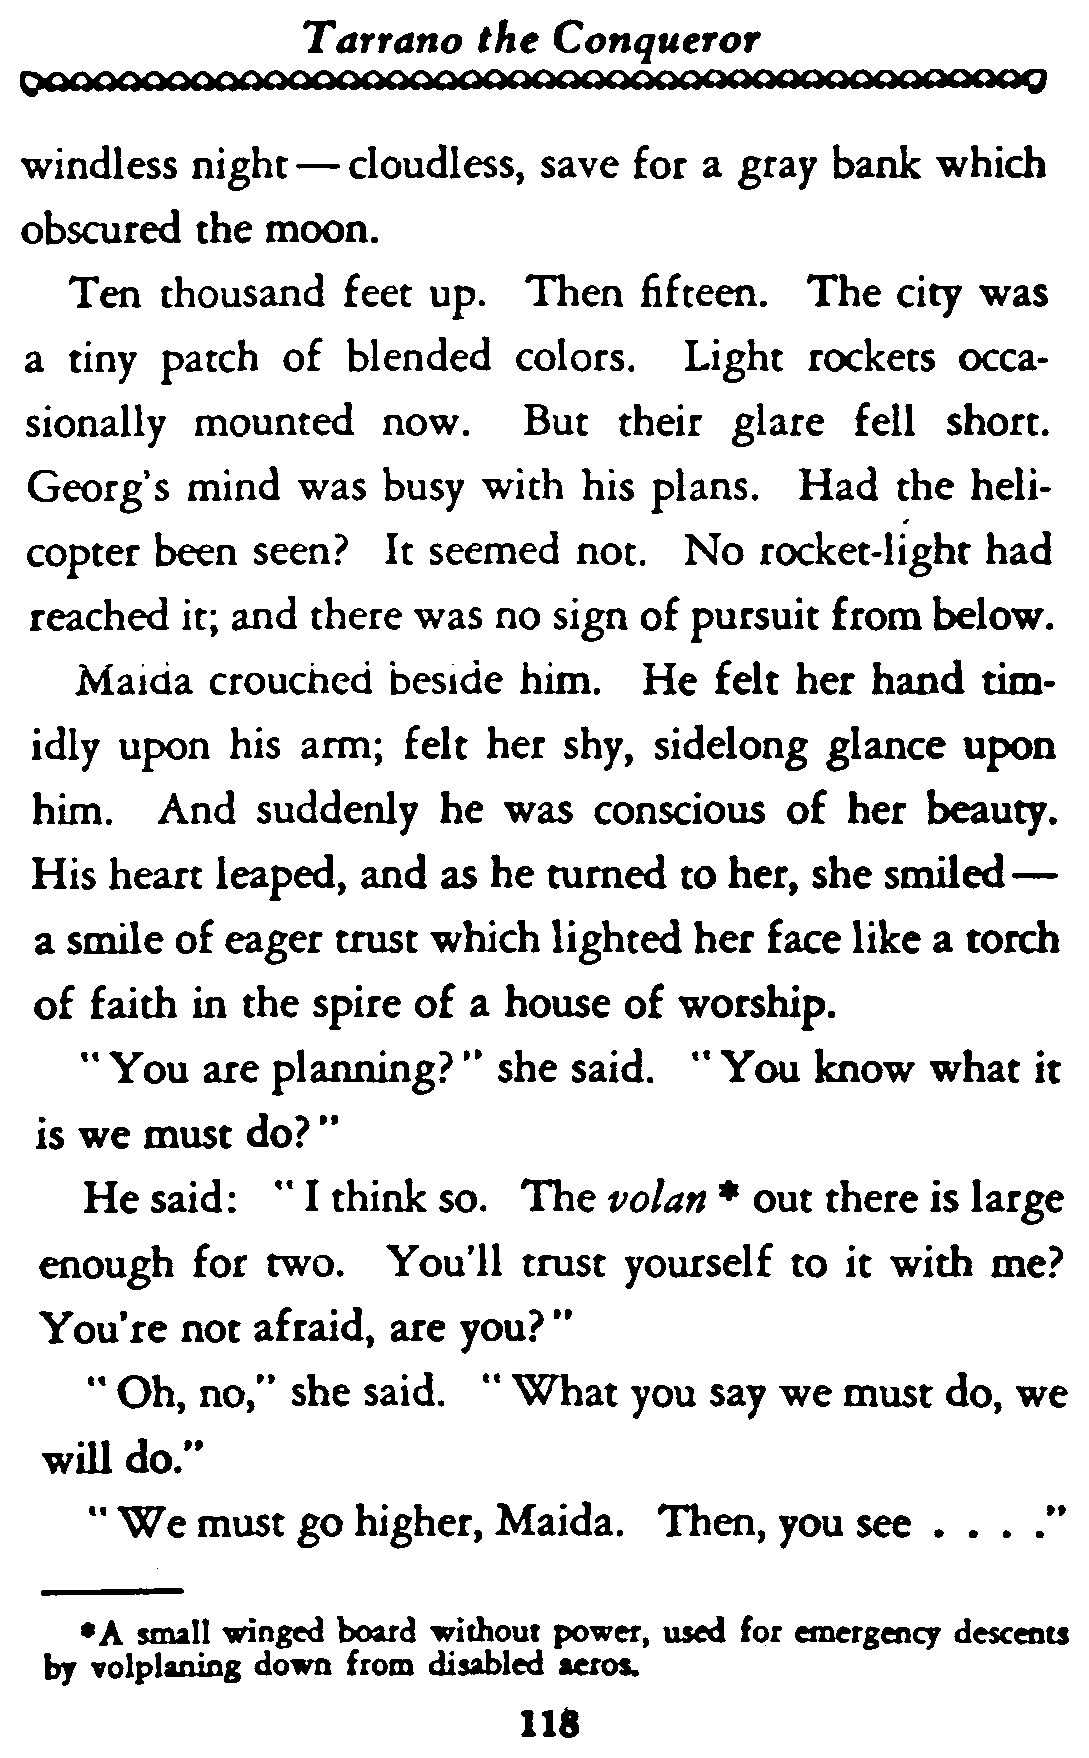 Tarrano the Conqueror
windless night — cloudless, save for a gray bank which
obscured the moon.
Ten thousand feet up. Then fifteen. The city was
a tiny patch of blended colors. Light rockets occa-
sionally mounted now. But their glare fell short.
Georg's mind was busy with his plans. Had the heli-
copter been seen? It seemed not. No rocket-light had
reached it; and there was no sign of pursuit from below.
Maida crouched beside him. He felt her hand tim-
idly upon his arm; felt her shy, sidelong glance upon
him. And suddenly he was conscious of her beauty.
His heart leaped, and as he turned to her, she smiled —
a smile of eager trust which lighted her face like a torch
of faith in the spire of a house of worship.
"You are planning?" she said. "You know what it
is we must do?"
He said: "I think so. The volan * out there is large
enough for two. You'll trust yourself to it with me?
You're not afraid, are you?"
"Oh, no," she said. "What you say we must do, we
will do."
"We must go higher, Maida. Then, you see . . . ."
*A small winged board without power, used for emergency descents
by volplaning down from disabled aeros.
118